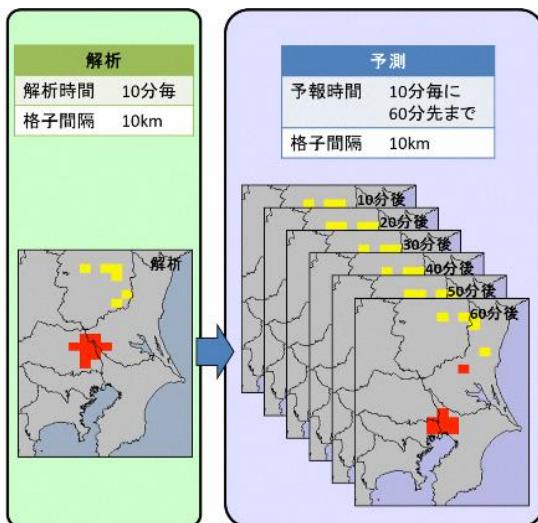 解析
解析時間 10分毎
格子間隔 10km
解析
予測
予報時間 10分毎に
60分先まで
格子間隔 10km
10分後
20分後
30分後
40分後
50分後
60分後